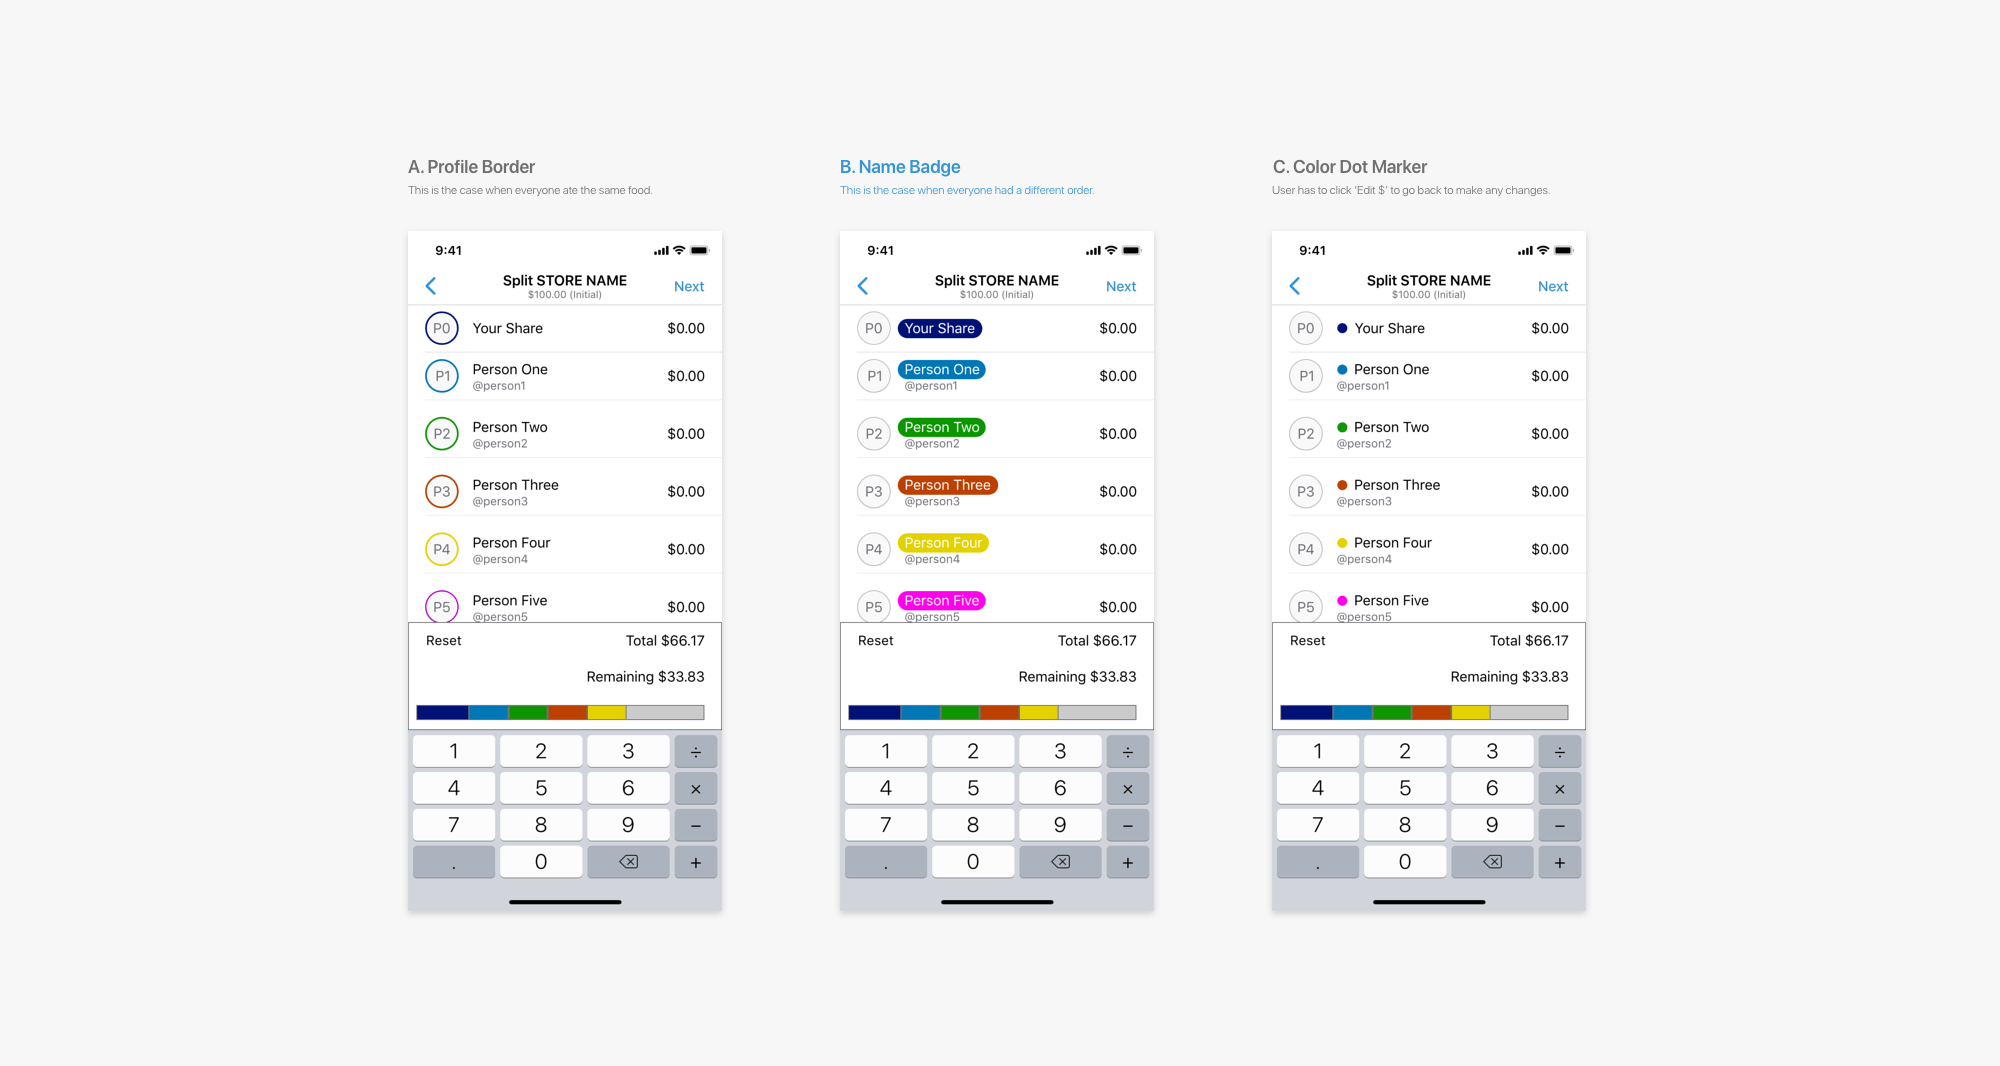 A. Profile Border
This is the case when everyone ate the same food.
9:41
Split STORE NAME
$100.00 (Initial)
Next
P0 Your Share $0.00
P1 Person One $0.00
@person1
P2 Person Two $0.00
@person2
P3 Person Three $0.00
@person3
P4 Person Four $0.00
@person4
P5 Person Five $0.00
@person5
Reset Total $66.17
Remaining $33.83
1 2 3 ÷
4 5 6 ×
7 8 9 −
. 0 +
B. Name Badge
This is the case when everyone had a different order.
9:41
Split STORE NAME
$100.00 (Initial)
Next
P0 Your Share $0.00
P1 Person One $0.00
@person1
P2 Person Two $0.00
@person2
P3 Person Three $0.00
@person3
P4 Person Four $0.00
@person4
P5 Person Five $0.00
@person5
Reset Total $66.17
Remaining $33.83
1 2 3 ÷
4 5 6 ×
7 8 9 −
. 0 +
C. Color Dot Marker
User has to click 'Edit $' to go back to make any changes.
9:41
Split STORE NAME
$100.00 (Initial)
Next
P0 Your Share $0.00
P1 Person One $0.00
@person1
P2 Person Two $0.00
@person2
P3 Person Three $0.00
@person3
P4 Person Four $0.00
@person4
P5 Person Five $0.00
@person5
Reset Total $66.17
Remaining $33.83
1 2 3 ÷
4 5 6 ×
7 8 9 −
. 0 +